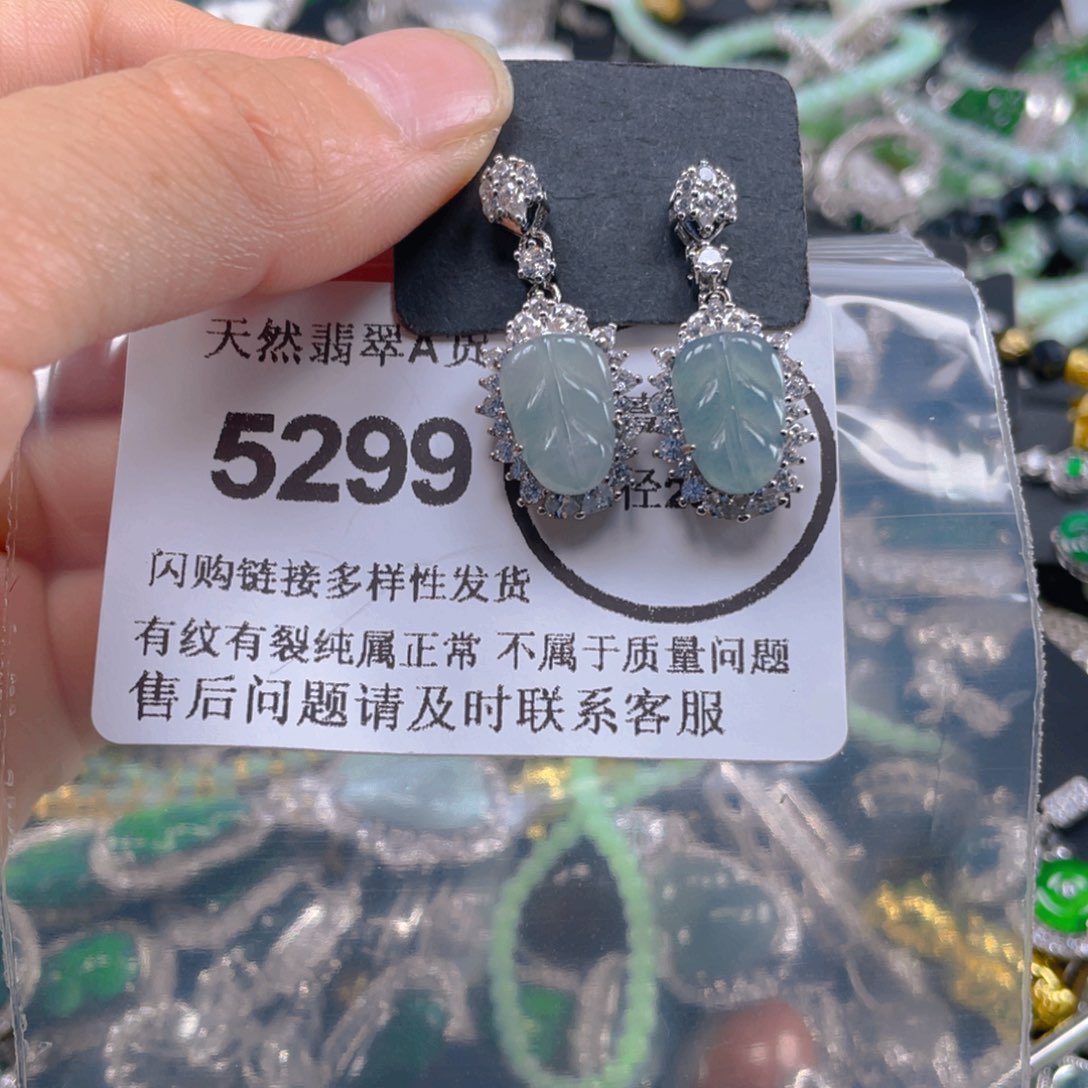 天然翡翠A货
5299
径2
闪购链接多样性发货
有纹有裂纯属正常 不属于质量问题
售后问题请及时联系客服